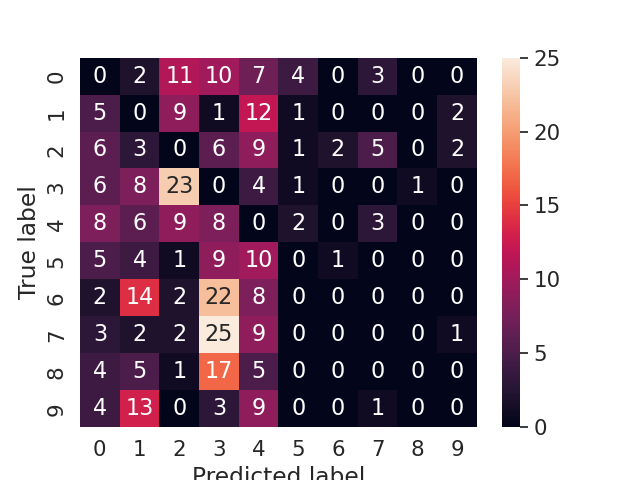 0 0 2 11 10 7 4 0 3 0 0 25
1 5 0 9 1 12 1 0 0 0 2
20
2 6 3 0 6 9 1 2 5 0 2
3 6 8 23 0 4 1 0 0 1 0
15
True label
4 8 6 9 8 0 2 0 3 0 0
5 5 4 1 9 10 0 1 0 0 0
10
6 2 14 2 22 8 0 0 0 0 0
7 3 2 2 25 9 0 0 0 0 1
5
8 4 5 1 17 5 0 0 0 0 0
9 4 13 0 3 9 0 0 1 0 0
0
0 1 2 3 4 5 6 7 8 9
Predicted label